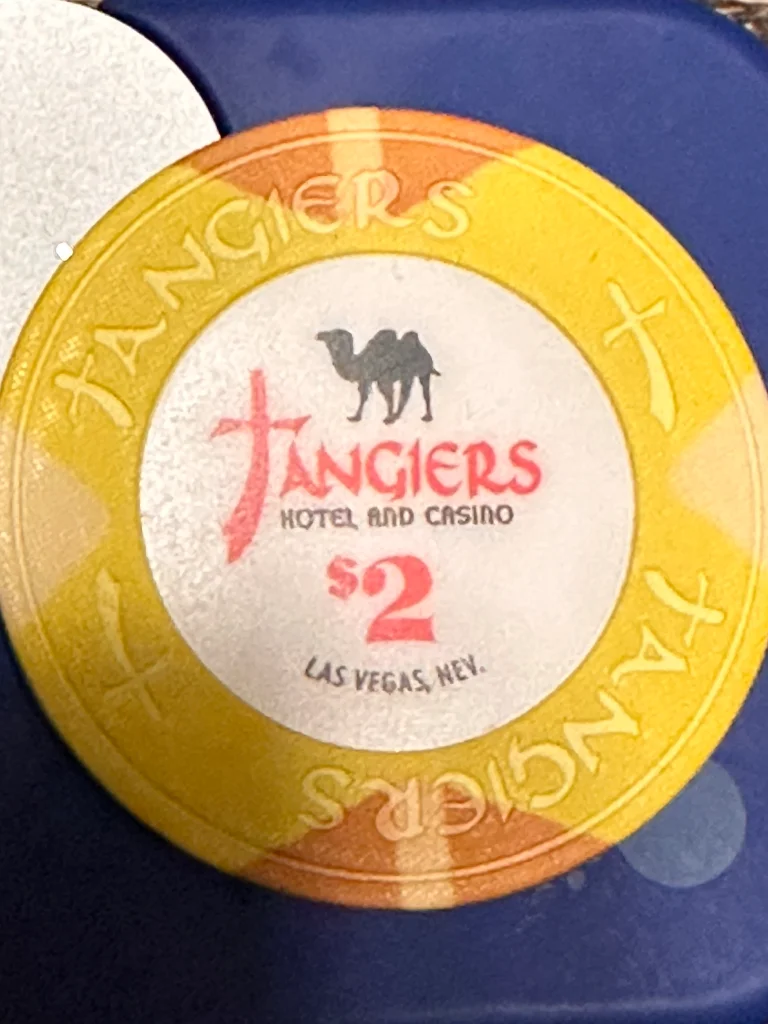 TANGIERS
TANGIERS
HOTEL AND CASINO
$2
LAS VEGAS, NEV.
TANGIERS